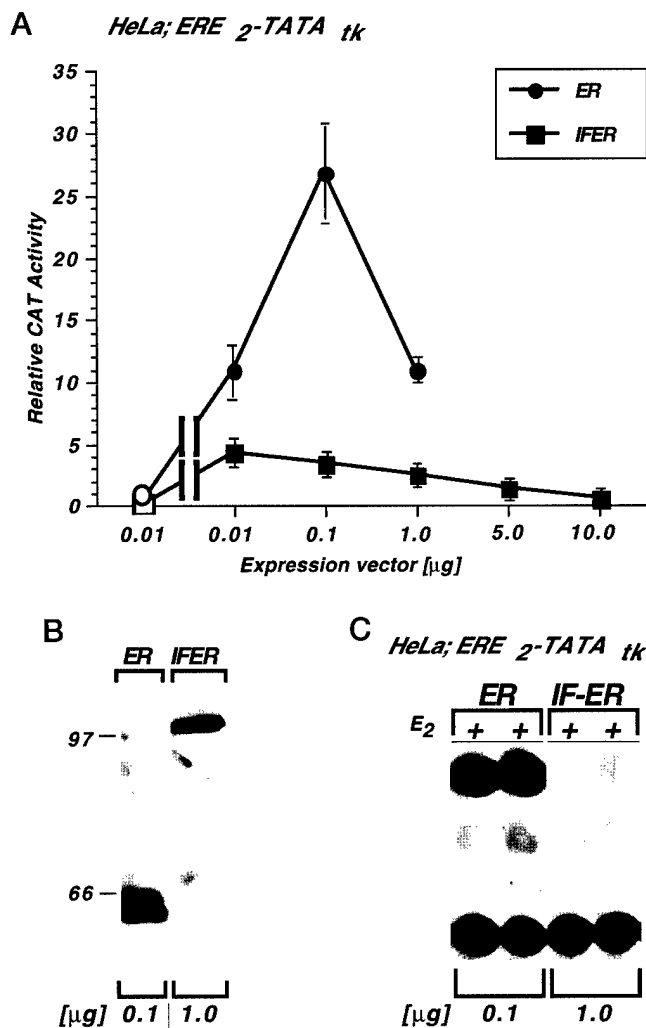 A
HeLa; ERE 2-TATA tk
35
30
25
20
15
10
5
0
Relative CAT Activity
ER
IFER
0.01 0.01 0.1 1.0 5.0 10.0
Expression vector [µg]
B
ER IFER
97
66
[µg] 0.1 1.0
C
HeLa; ERE 2-TATA tk
ER IF-ER
E2 + + + +
[µg] 0.1 1.0